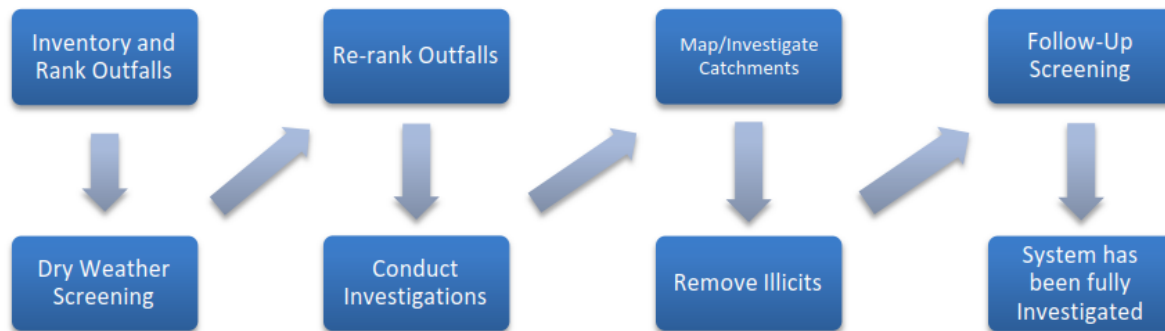 Inventory and
Rank Outfalls
Dry Weather
Screening
Re-rank Outfalls
Conduct
Investigations
Map/Investigate
Catchments
Remove Illicits
Follow-Up
Screening
System has
been fully
Investigated